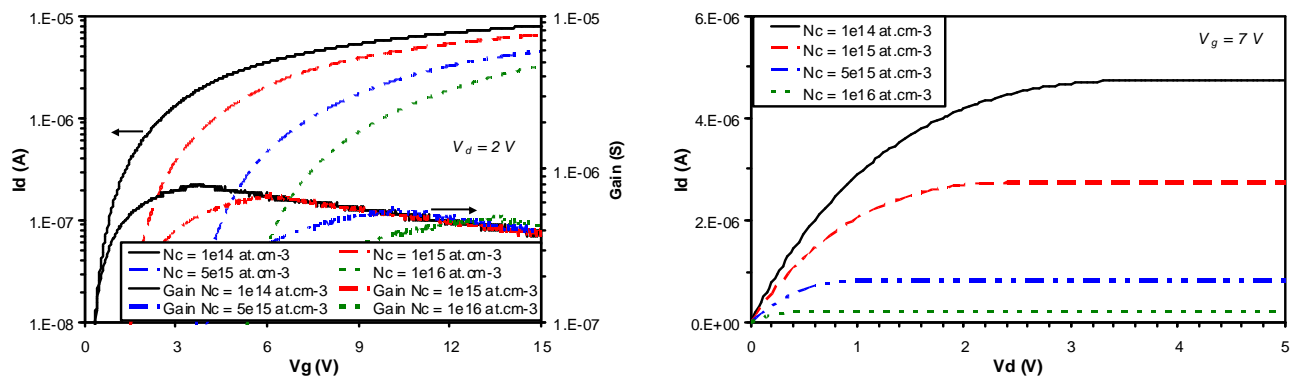 1.E-05
1.E-06
1.E-07
1.E-08
Id (A)
0 3 6 9 12 15
Vg (V)
1.E-05
1.E-06
1.E-07
Gain (S)
V d = 2 V
Nc = 1e14 at.cm-3
Nc = 1e15 at.cm-3
Nc = 5e15 at.cm-3
Nc = 1e16 at.cm-3
Gain Nc = 1e14 at.cm-3
Gain Nc = 1e15 at.cm-3
Gain Nc = 5e15 at.cm-3
Gain Nc = 1e16 at.cm-3
6.E-06
4.E-06
2.E-06
0.E+00
Id (A)
Nc = 1e14 at.cm-3
Nc = 1e15 at.cm-3
Nc = 5e15 at.cm-3
Nc = 1e16 at.cm-3
V g = 7 V
0 1 2 3 4 5
Vd (V)